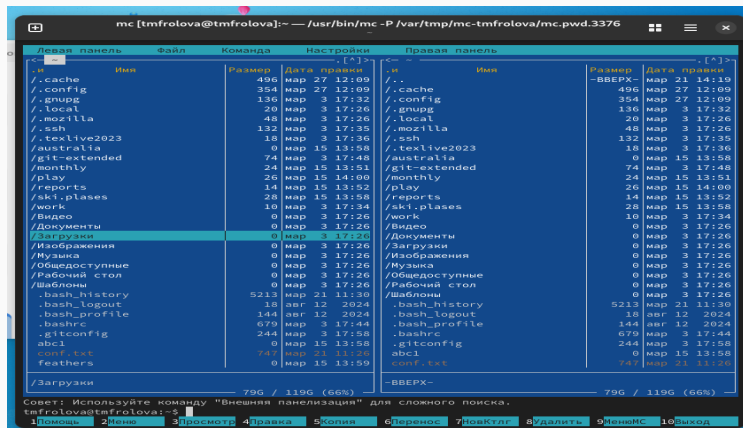 mc [tmfrolova@tmfrolova]:~ — /usr/bin/mc -P /var/tmp/mc-tmfrolova/mc.pwd.3376
Левая панель Файл Команда Настройки Правая панель
<— ~ .[^]> <— ~ .[^]>
.и Имя Размер Дата правки .и Имя Размер Дата правки
/.cache 496 мар 27 12:09 /.. -ВВЕРХ- мар 21 14:19
/.config 354 мар 27 12:09 /.cache 496 мар 27 12:09
/.gnupg 136 мар 3 17:32 /.config 354 мар 27 12:09
/.local 20 мар 3 17:26 /.gnupg 136 мар 3 17:32
/.mozilla 48 мар 3 17:26 /.local 20 мар 3 17:26
/.ssh 132 мар 3 17:35 /.mozilla 48 мар 3 17:26
/.texlive2023 18 мар 3 17:36 /.ssh 132 мар 3 17:35
/australia 0 мар 15 13:58 /.texlive2023 18 мар 3 17:36
/git-extended 74 мар 3 17:48 /australia 0 мар 15 13:58
/monthly 24 мар 15 13:51 /git-extended 74 мар 3 17:48
/play 26 мар 15 14:00 /monthly 24 мар 15 13:51
/reports 14 мар 15 13:52 /play 26 мар 15 14:00
/ski.plases 28 мар 15 13:58 /reports 14 мар 15 13:52
/work 10 мар 3 17:34 /ski.plases 28 мар 15 13:58
/Видео 0 мар 3 17:26 /work 10 мар 3 17:34
/Документы 0 мар 3 17:26 /Видео 0 мар 3 17:26
/Загрузки 0 мар 3 17:26 /Документы 0 мар 3 17:26
/Изображения 0 мар 3 17:26 /Загрузки 0 мар 3 17:26
/Музыка 0 мар 3 17:26 /Изображения 0 мар 3 17:26
/Общедоступные 0 мар 3 17:26 /Музыка 0 мар 3 17:26
/Рабочий стол 0 мар 3 17:26 /Общедоступные 0 мар 3 17:26
/Шаблоны 0 мар 3 17:26 /Рабочий стол 0 мар 3 17:26
.bash_history 5213 мар 21 11:30 /Шаблоны 0 мар 3 17:26
.bash_logout 18 авг 12 2024 .bash_history 5213 мар 21 11:30
.bash_profile 144 авг 12 2024 .bash_logout 18 авг 12 2024
.bashrc 679 мар 3 17:44 .bash_profile 144 авг 12 2024
.gitconfig 244 мар 3 17:58 .bashrc 679 мар 3 17:44
abc1 0 мар 15 13:58 .gitconfig 244 мар 3 17:58
conf.txt 747 мар 21 11:26 abc1 0 мар 15 13:58
feathers 0 мар 15 13:59 conf.txt 747 мар 21 11:26
/Загрузки -ВВЕРХ-
79G / 119G (66%) 79G / 119G (66%)
Совет: Используйте команду "Внешняя панелизация" для сложного поиска.
tmfrolova@tmfrolova:~$
1Помощь 2Меню 3Просмотр 4Правка 5Копия 6Перенос 7НовКтлг 8Удалить 9МенюMC 10Выход